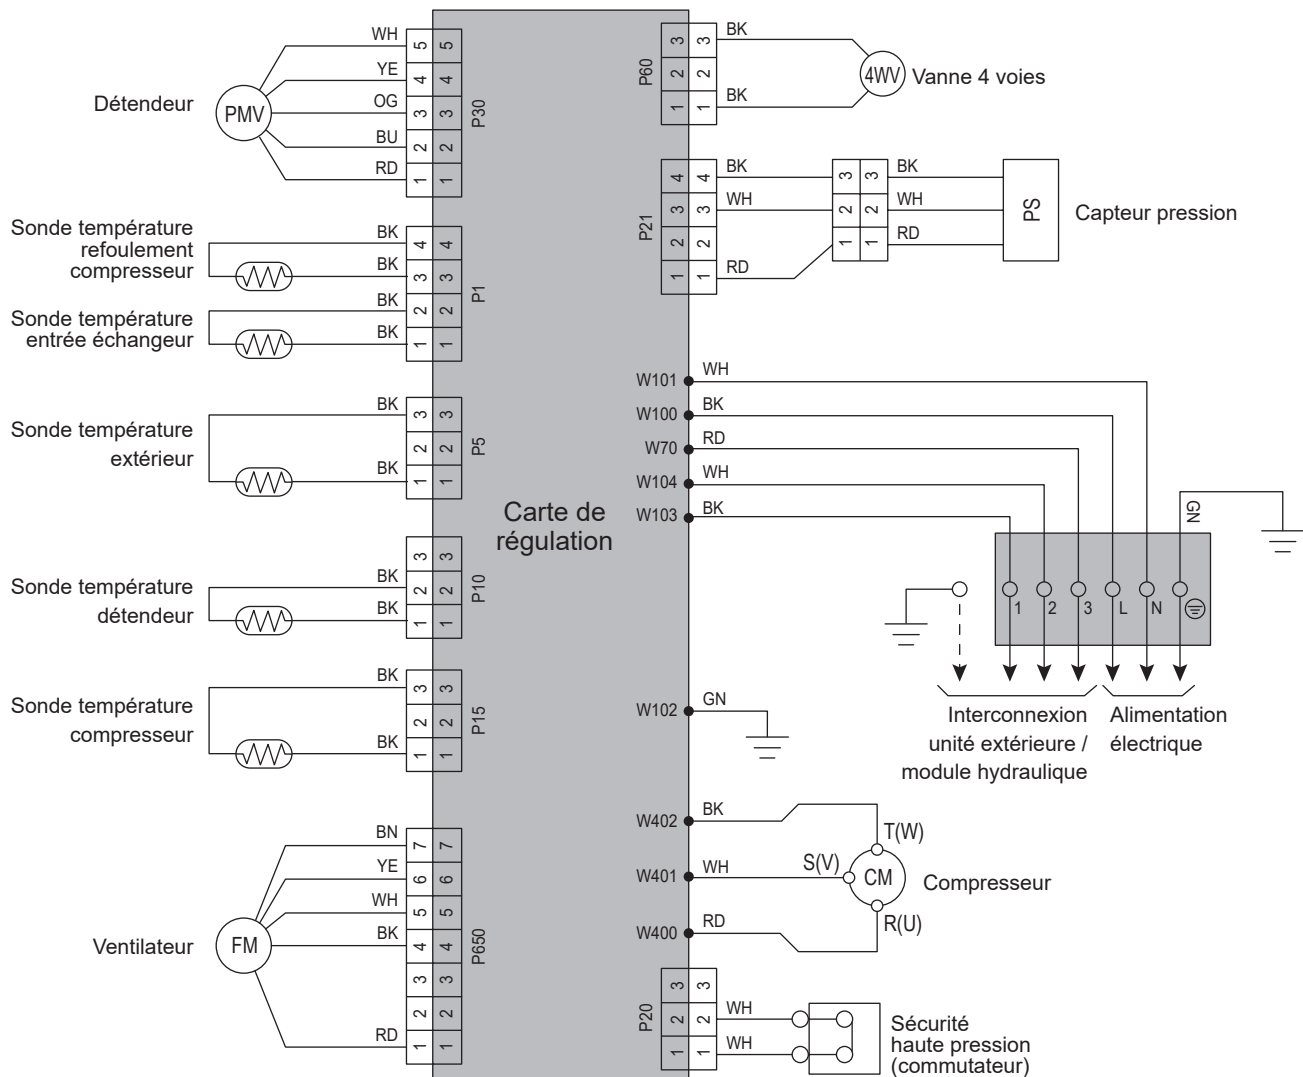 Détendeur
PMV
WH
YE
OG
BU
RD
5 5
4 4
3 3
2 2
1 1
P30
Sonde température
refoulement
compresseur
Sonde température
entrée échangeur
BK
BK
BK
BK
4 4
3 3
2 2
1 1
P1
Sonde température
extérieur
BK
BK
3 3
2 2
1 1
P5
Sonde température
détendeur
BK
BK
3 3
2 2
1 1
P10
Sonde température
compresseur
BK
BK
3 3
2 2
1 1
P15
Ventilateur
FM
BN
YE
WH
BK
RD
7 7
6 6
5 5
4 4
3 3
2 2
1 1
P650
Carte de
régulation
P60
3 3
2 2
1 1
BK
BK
4WV
Vanne 4 voies
P21
4 4
3 3
2 2
1 1
BK
WH
RD
3 3
2 2
1 1
BK
WH
RD
PS
Capteur pression
W101 WH
W100 BK
W70 RD
W104 WH
W103 BK
GN
1 2 3 L N
Interconnexion
unité extérieure /
module hydraulique
Alimentation
électrique
W102 GN
W402 BK
W401 WH
W400 RD
T(W)
S(V)
CM
R(U)
Compresseur
P20
3 3
2 2
1 1
WH
WH
Sécurité
haute pression
(commutateur)